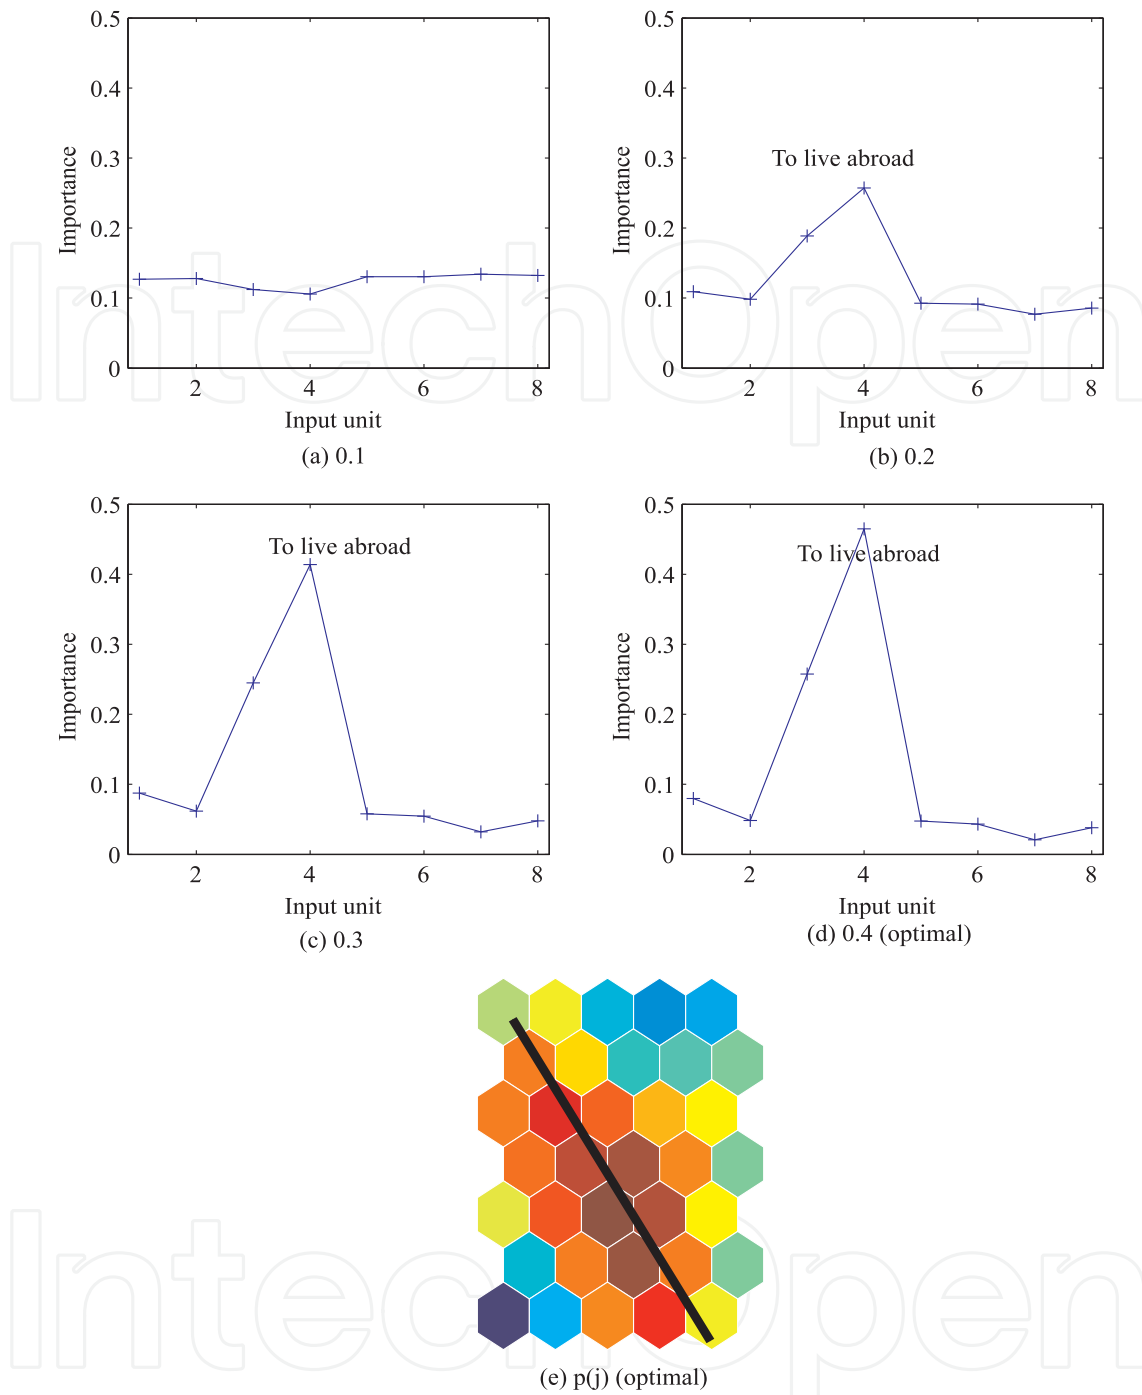 0.5
0.4
0.3
0.2
0.1
0
Importance
2 4 6 8
Input unit
(a) 0.1
0.5
0.4
0.3
0.2
0.1
0
Importance
To live abroad
2 4 6 8
Input unit
(b) 0.2
0.5
0.4
0.3
0.2
0.1
0
Importance
To live abroad
2 4 6 8
Input unit
(c) 0.3
0.5
0.4
0.3
0.2
0.1
0
Importance
To live abroad
2 4 6 8
Input unit
(d) 0.4 (optimal)
(e) p(j) (optimal)
IntechOpen
IntechOpen